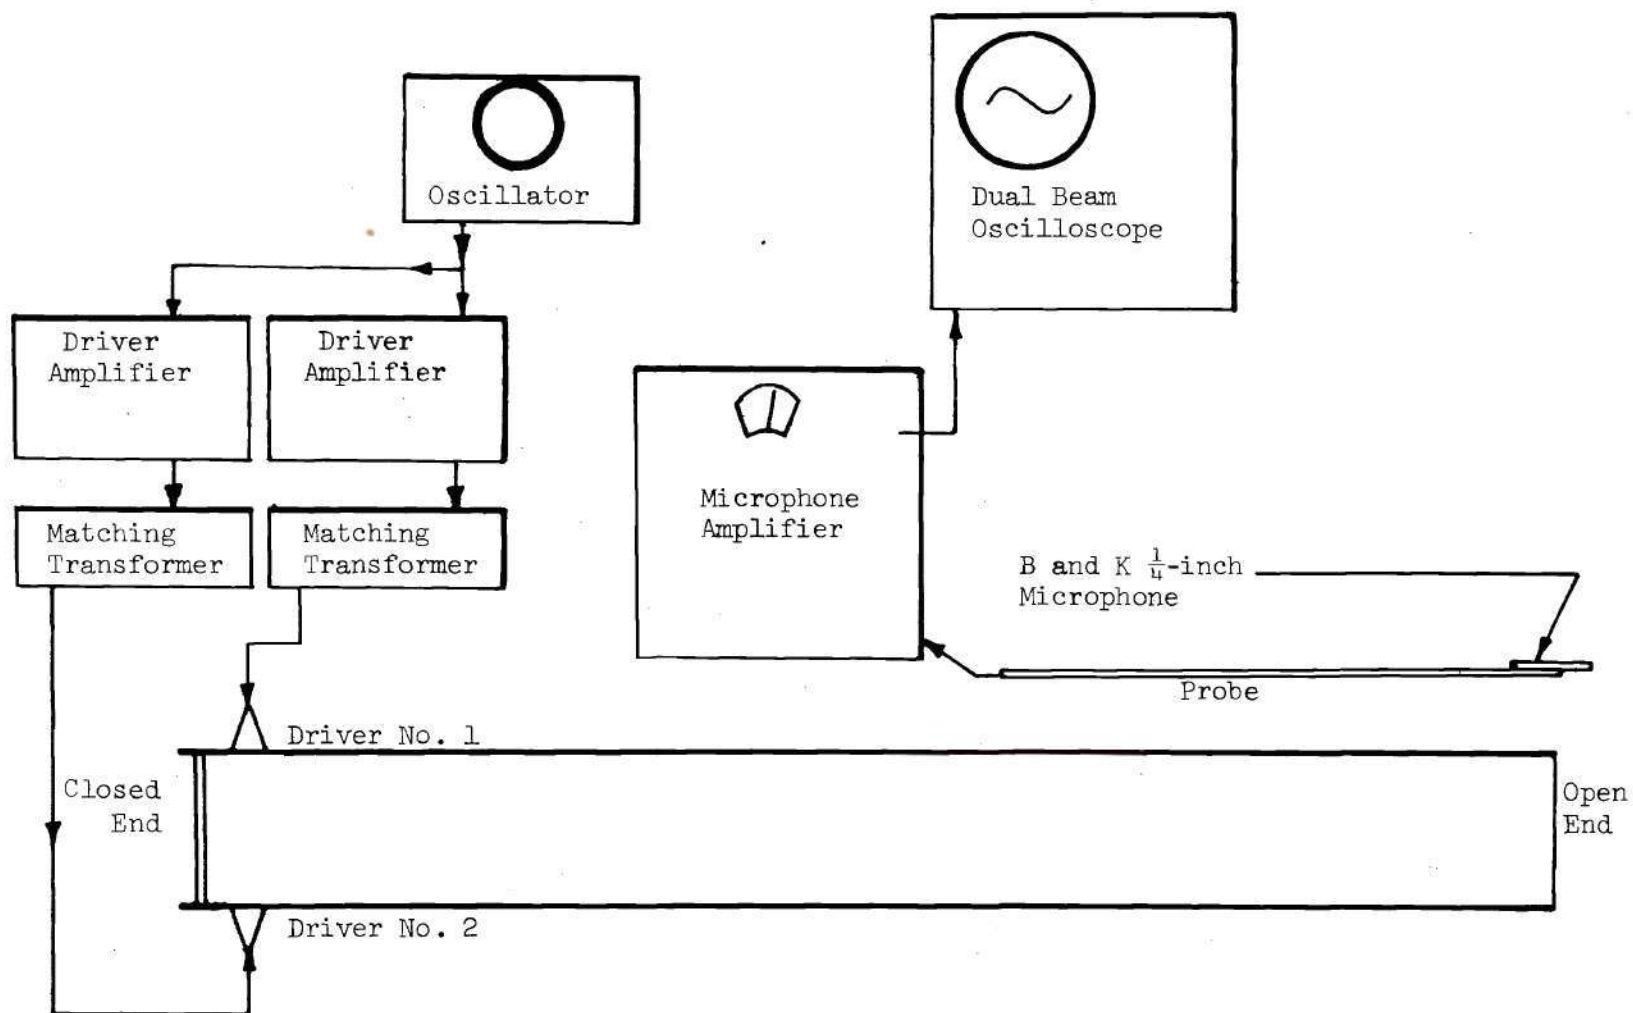 Oscillator
Dual Beam
Oscilloscope
Driver
Amplifier
Driver
Amplifier
Matching
Transformer
Matching
Transformer
Microphone
Amplifier
B and K 1/4-inch
Microphone
Probe
Driver No. 1
Closed
End
Open
End
Driver No. 2